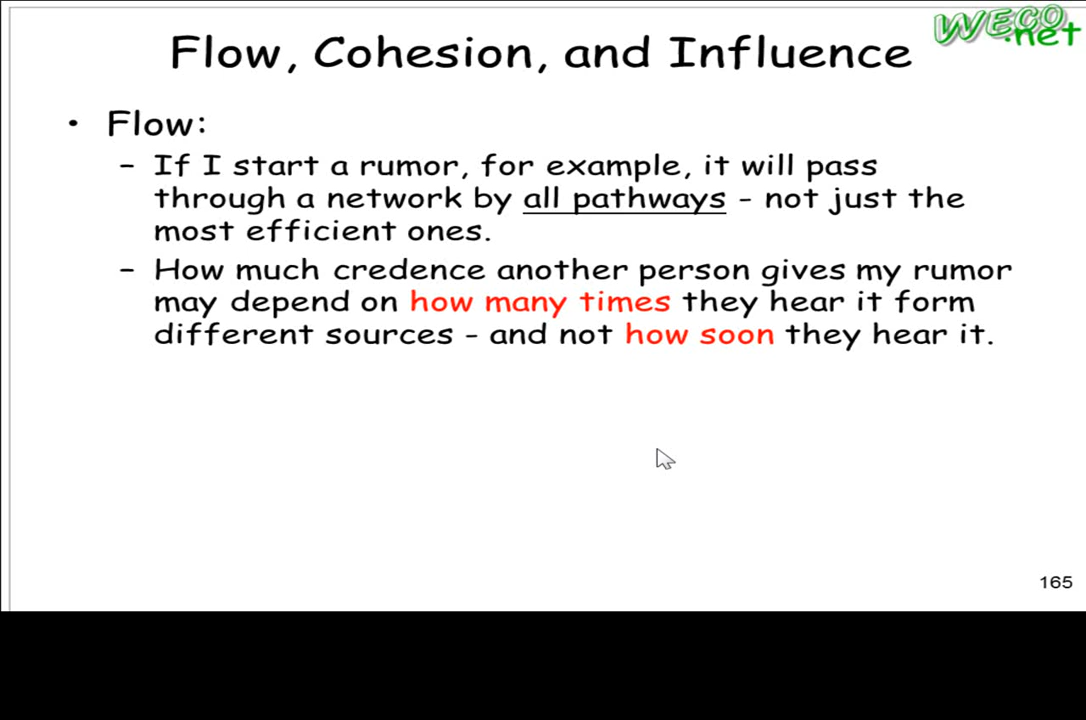 WECO
.net
Flow, Cohesion, and Influence
• Flow:
– If I start a rumor, for example, it will pass
through a network by all pathways - not just the
most efficient ones.
– How much credence another person gives my rumor
may depend on how many times they hear it form
different sources - and not how soon they hear it.
165